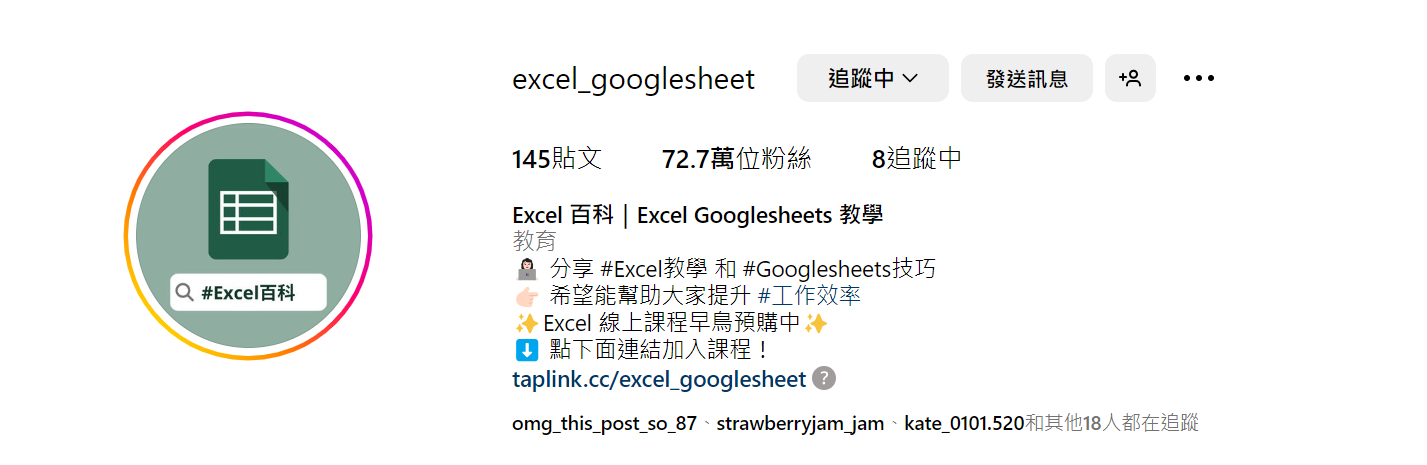 excel_googlesheet 追蹤中 發送訊息
145貼文 72.7萬位粉絲 8追蹤中
Excel 百科｜Excel Googlesheets 教學
教育
👩🏻‍💻 分享 #Excel教學 和 #Googlesheets技巧
👉🏻 希望能幫助大家提升 #工作效率
✨Excel 線上課程早鳥預購中✨
⬇️ 點下面連結加入課程！
taplink.cc/excel_googlesheet ?
omg_this_post_so_87、strawberryjam_jam、kate_0101.520和其他18人都在追蹤
#Excel百科